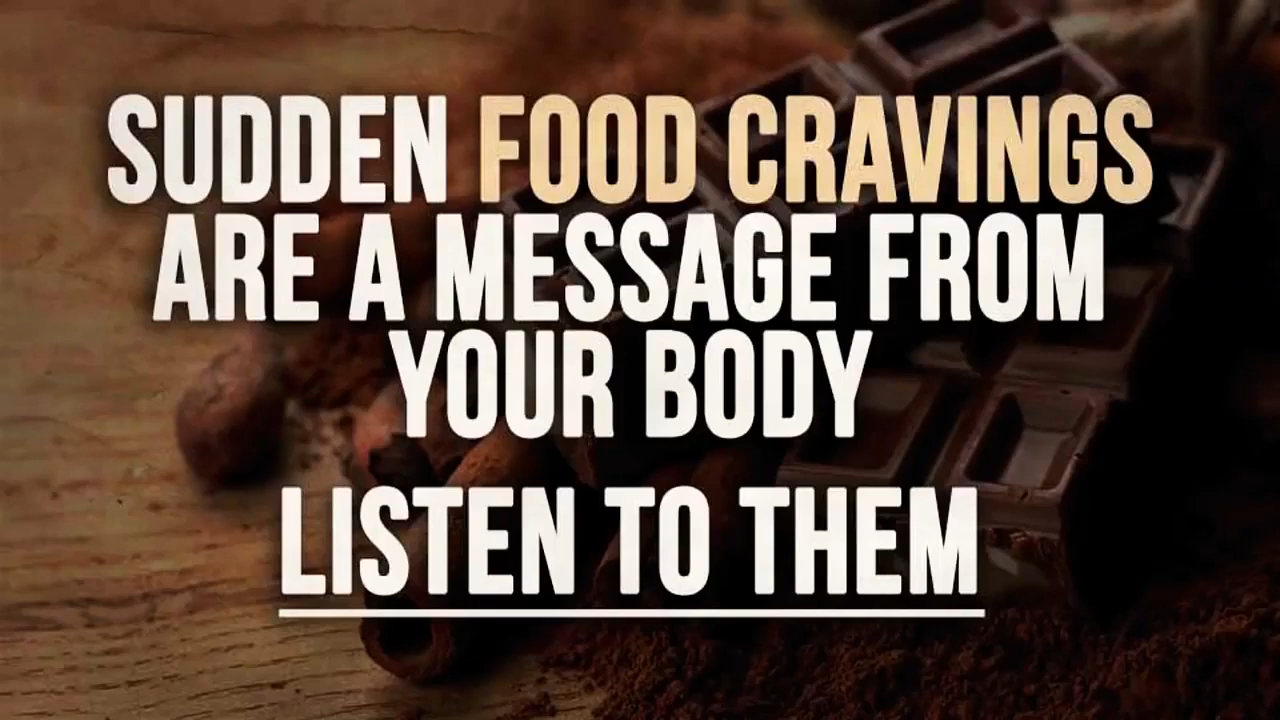 SUDDEN FOOD CRAVINGS
ARE A MESSAGE FROM
YOUR BODY
LISTEN TO THEM